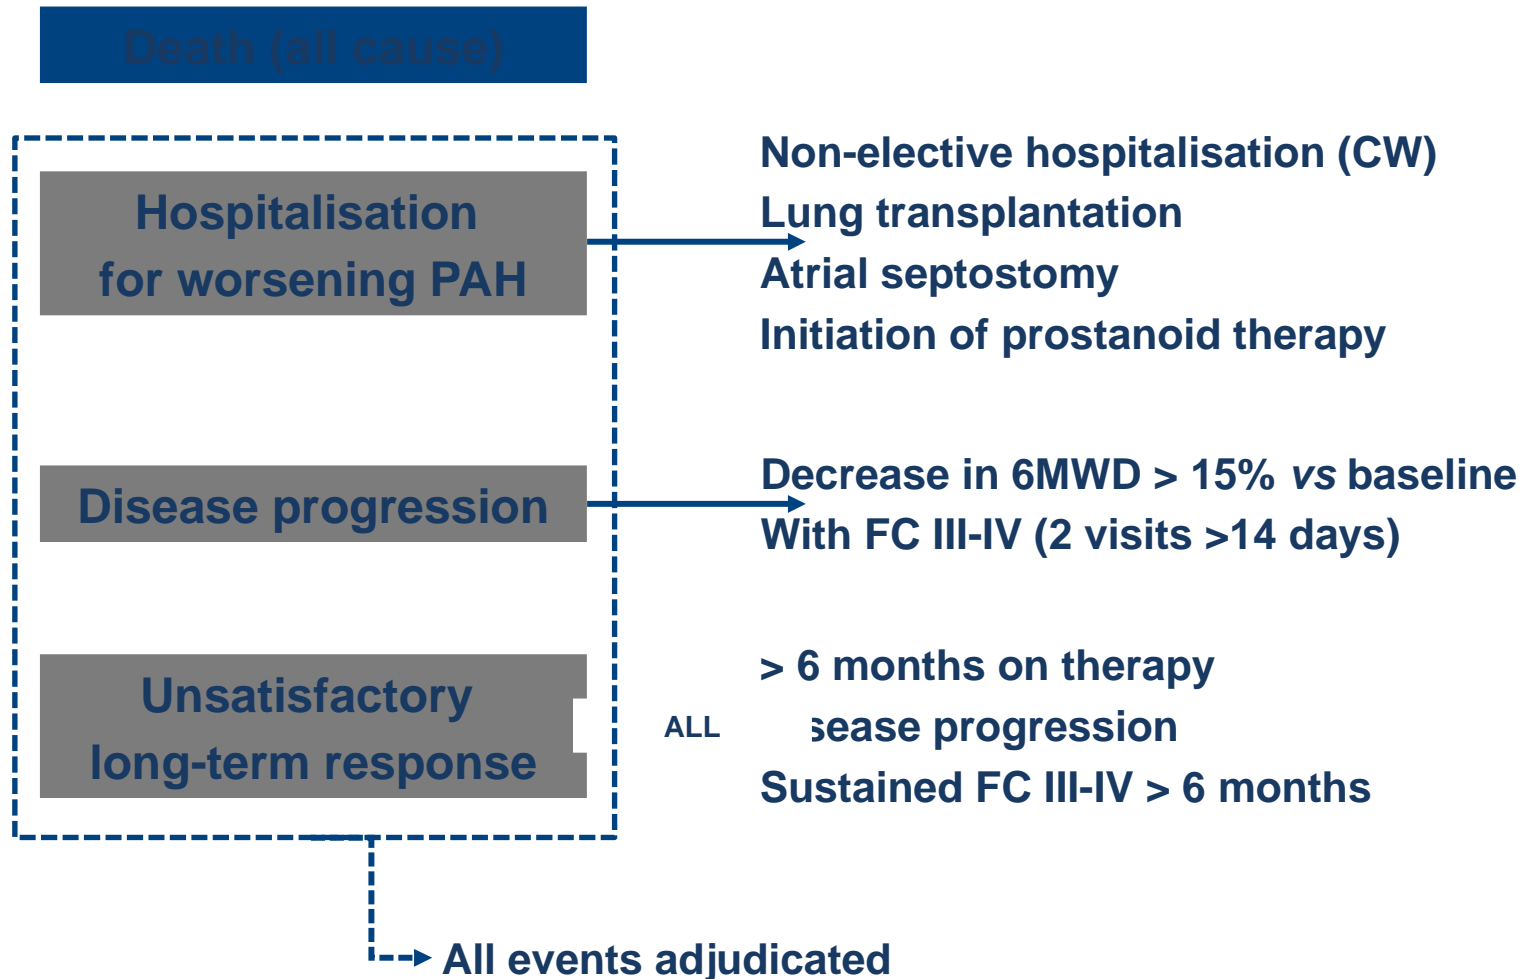 Death (all cause)
Hospitalisation
for worsening PAH
Non-elective hospitalisation (CW)
Lung transplantation
Atrial septostomy
Initiation of prostanoid therapy
Disease progression
Decrease in 6MWD > 15% vs baseline
With FC III-IV (2 visits >14 days)
Unsatisfactory
long-term response
ALL
> 6 months on therapy
sease progression
Sustained FC III-IV > 6 months
All events adjudicated